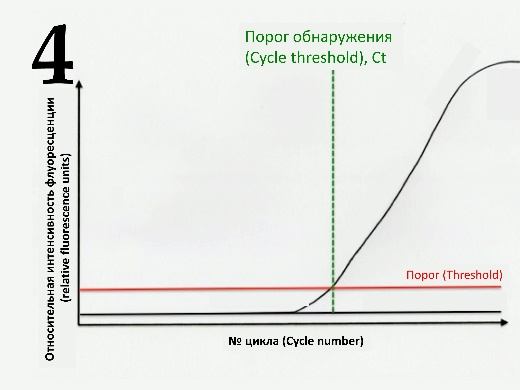 4
Порог обнаружения
(Cycle threshold), Ct
Относительная интенсивность флуоресценции
(relative fluorescence units)
Порог (Threshold)
№ цикла (Cycle number)